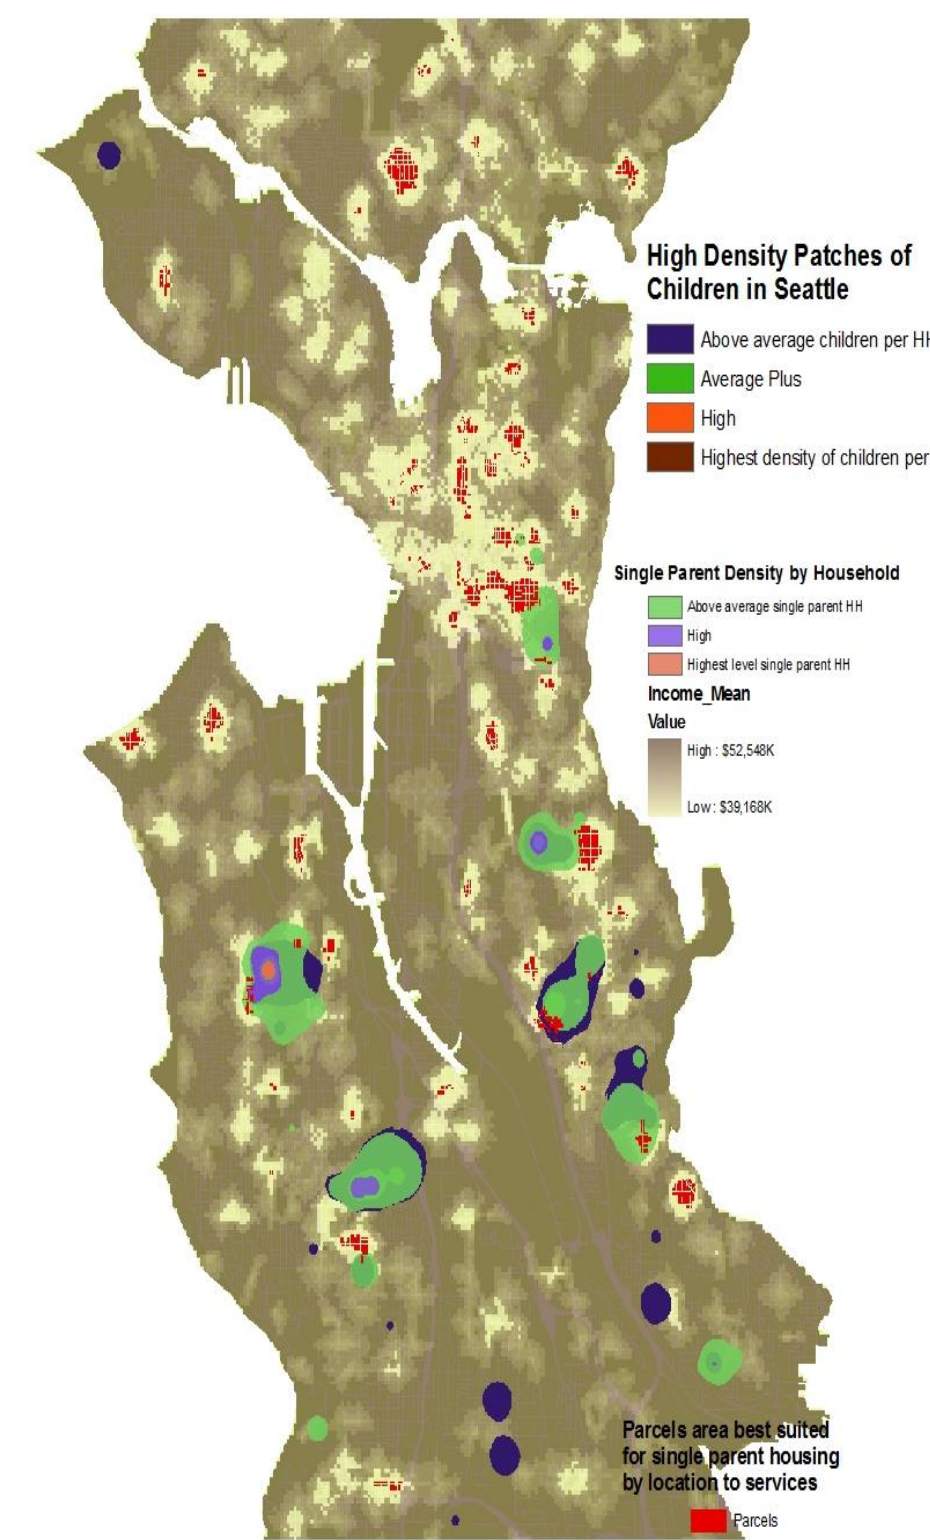 High Density Patches of
Children in Seattle
Above average children per HH
Average Plus
High
Highest density of children per
Single Parent Density by Household
Above average single parent HH
High
Highest level single parent HH
Income_Mean
Value
High : $52,548K
Low : $39,168K
Parcels area best suited
for single parent housing
by location to services
Parcels